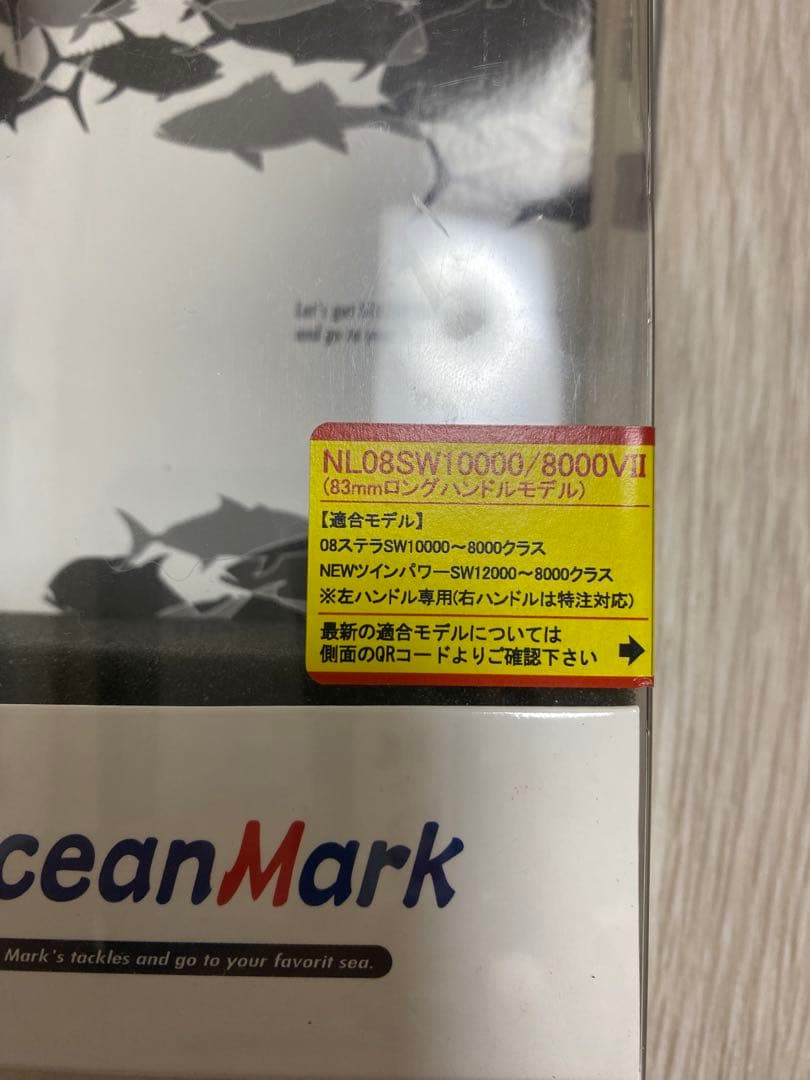 Let's get
and go to
NL08SW10000/8000VⅡ
(83mmロングハンドルモデル)
【適合モデル】
08ステラSW10000～8000クラス
NEWツインパワーSW12000～8000クラス
※左ハンドル専用(右ハンドルは特注対応)
最新の適合モデルについては
側面のQRコードよりご確認下さい
ceanMark
Mark's tackles and go to your favorit sea.